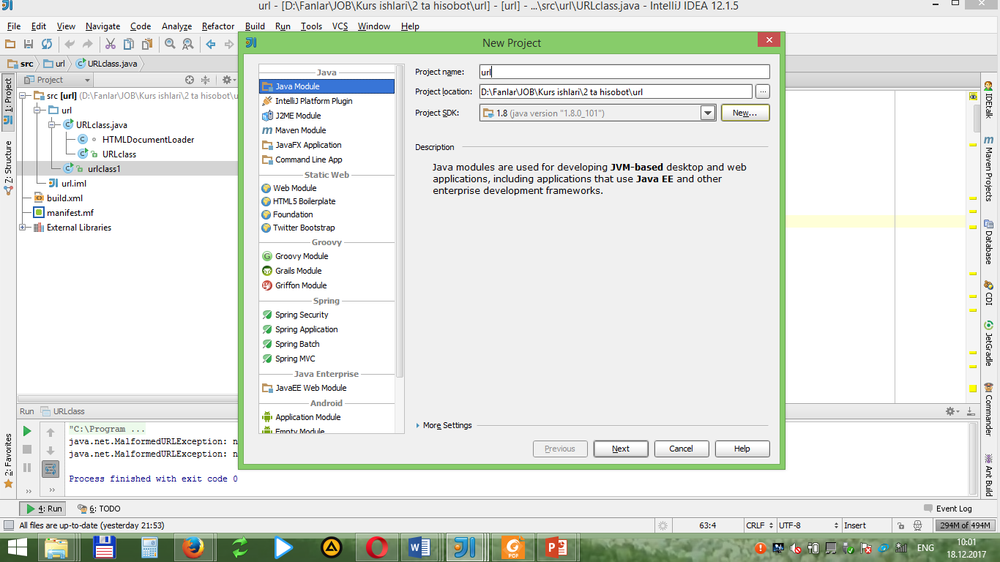 url - [D:\Fanlar\JOB\Kurs ishlari\2 ta hisobot\url] - [url] - ...\src\url\URLclass.java - IntelliJ IDEA 12.1.5
File Edit View Navigate Code Analyze Refactor Build Run Tools VCS Window Help
src url URLclass.java
1: Project
Z: Structure
2: Favorites
Project
src [url] (D:\Fanlar\JOB\Kurs ishlari\2 ta hisobot\u
url
URLclass.java
HTMLDocumentLoader
URLclass
urlclass1
url.iml
build.xml
manifest.mf
External Libraries
New Project
Java
Java Module
IntelliJ Platform Plugin
J2ME Module
Maven Module
JavaFX Application
Command Line App
Static Web
Web Module
HTML5 Boilerplate
Foundation
Twitter Bootstrap
Groovy
Groovy Module
Grails Module
Griffon Module
Spring
Spring Security
Spring Application
Spring Batch
Spring MVC
Java Enterprise
JavaEE Web Module
Android
Application Module
Empty Module
Project name: url
Project location: D:\Fanlar\JOB\Kurs ishlari\2 ta hisobot\url ...
Project SDK: 1.8 (java version "1.8.0_101") New...
Description
Java modules are used for developing JVM-based desktop and web
applications, including applications that use Java EE and other
enterprise development frameworks.
More Settings
Previous Next Cancel Help
IDEtalk
Maven Projects
Database
CDI
JetGradle
Commander
Ant Build
Run URLclass
"C:\Program ...
java.net.MalformedURLException: n
java.net.MalformedURLException: n
Process finished with exit code 0
4: Run 6: TODO Event Log
All files are up-to-date (yesterday 21:53) 63:4 CRLF UTF-8 Insert 294M of 494M
PDF
ENG
10:01
18.12.2017